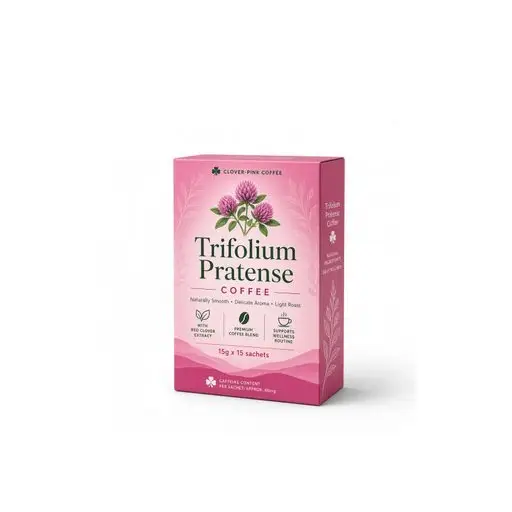 CLOVER-PINK COFFEE
Trifolium
Pratense
COFFEE
Naturally Smooth • Delicate Aroma • Light Roast
WITH
RED CLOVER
EXTRACT
PREMIUM
COFFEE BLEND
SUPPORTS
WELLNESS
ROUTINE
15g x 15 sachets
CAFFEINE CONTENT
PER SACHET: APPROX.
Trifolium
Pratense
Coffee